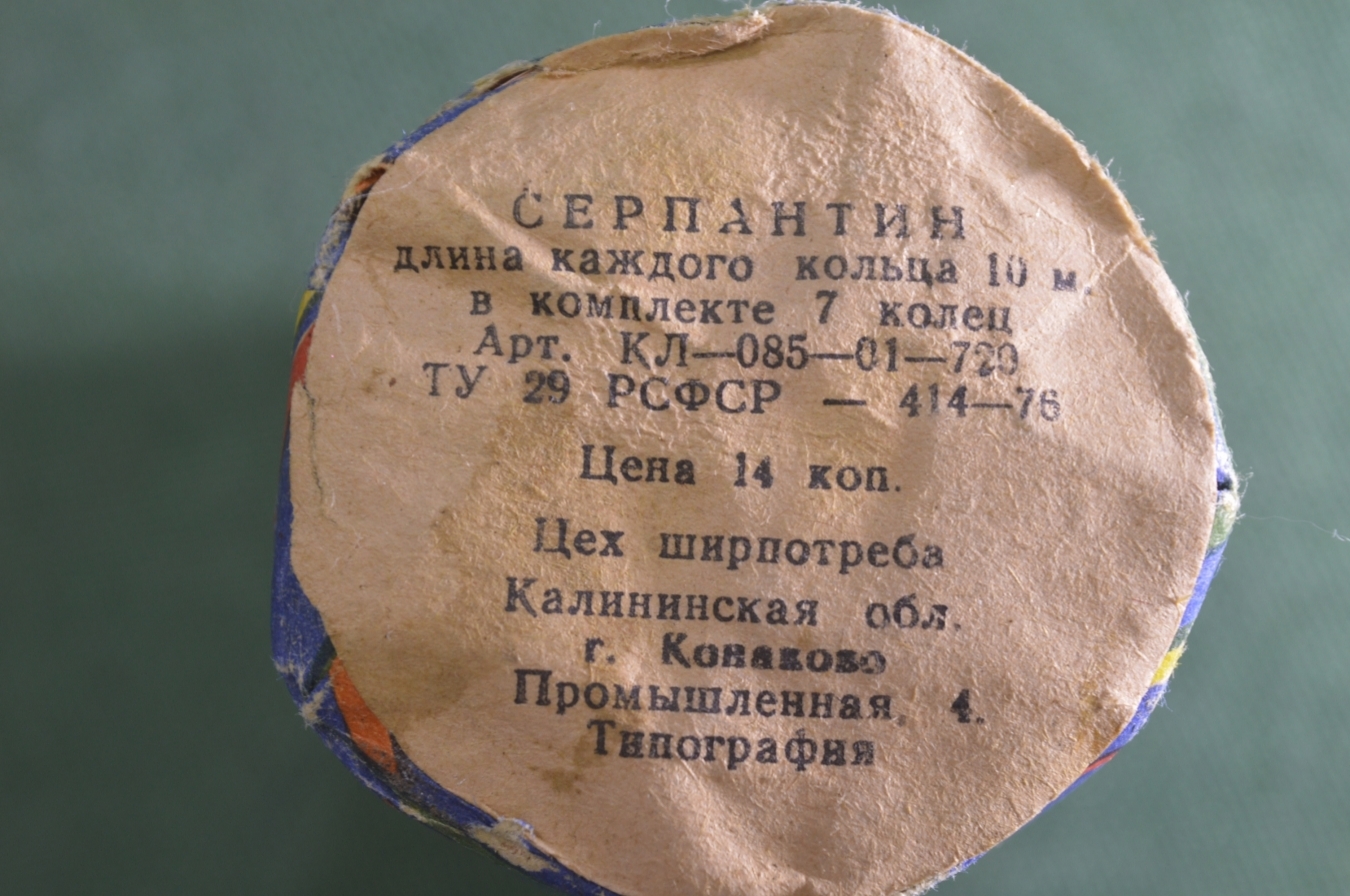 СЕРПАНТИН
длина каждого кольца 10 м.
в комплекте 7 колец
Арт. КЛ—085—01—729
ТУ 29 РСФСР — 414—76
Цена 14 коп.
Цех ширпотреба
Калининская обл.
г. Конаково
Промышленная 4.
Типография